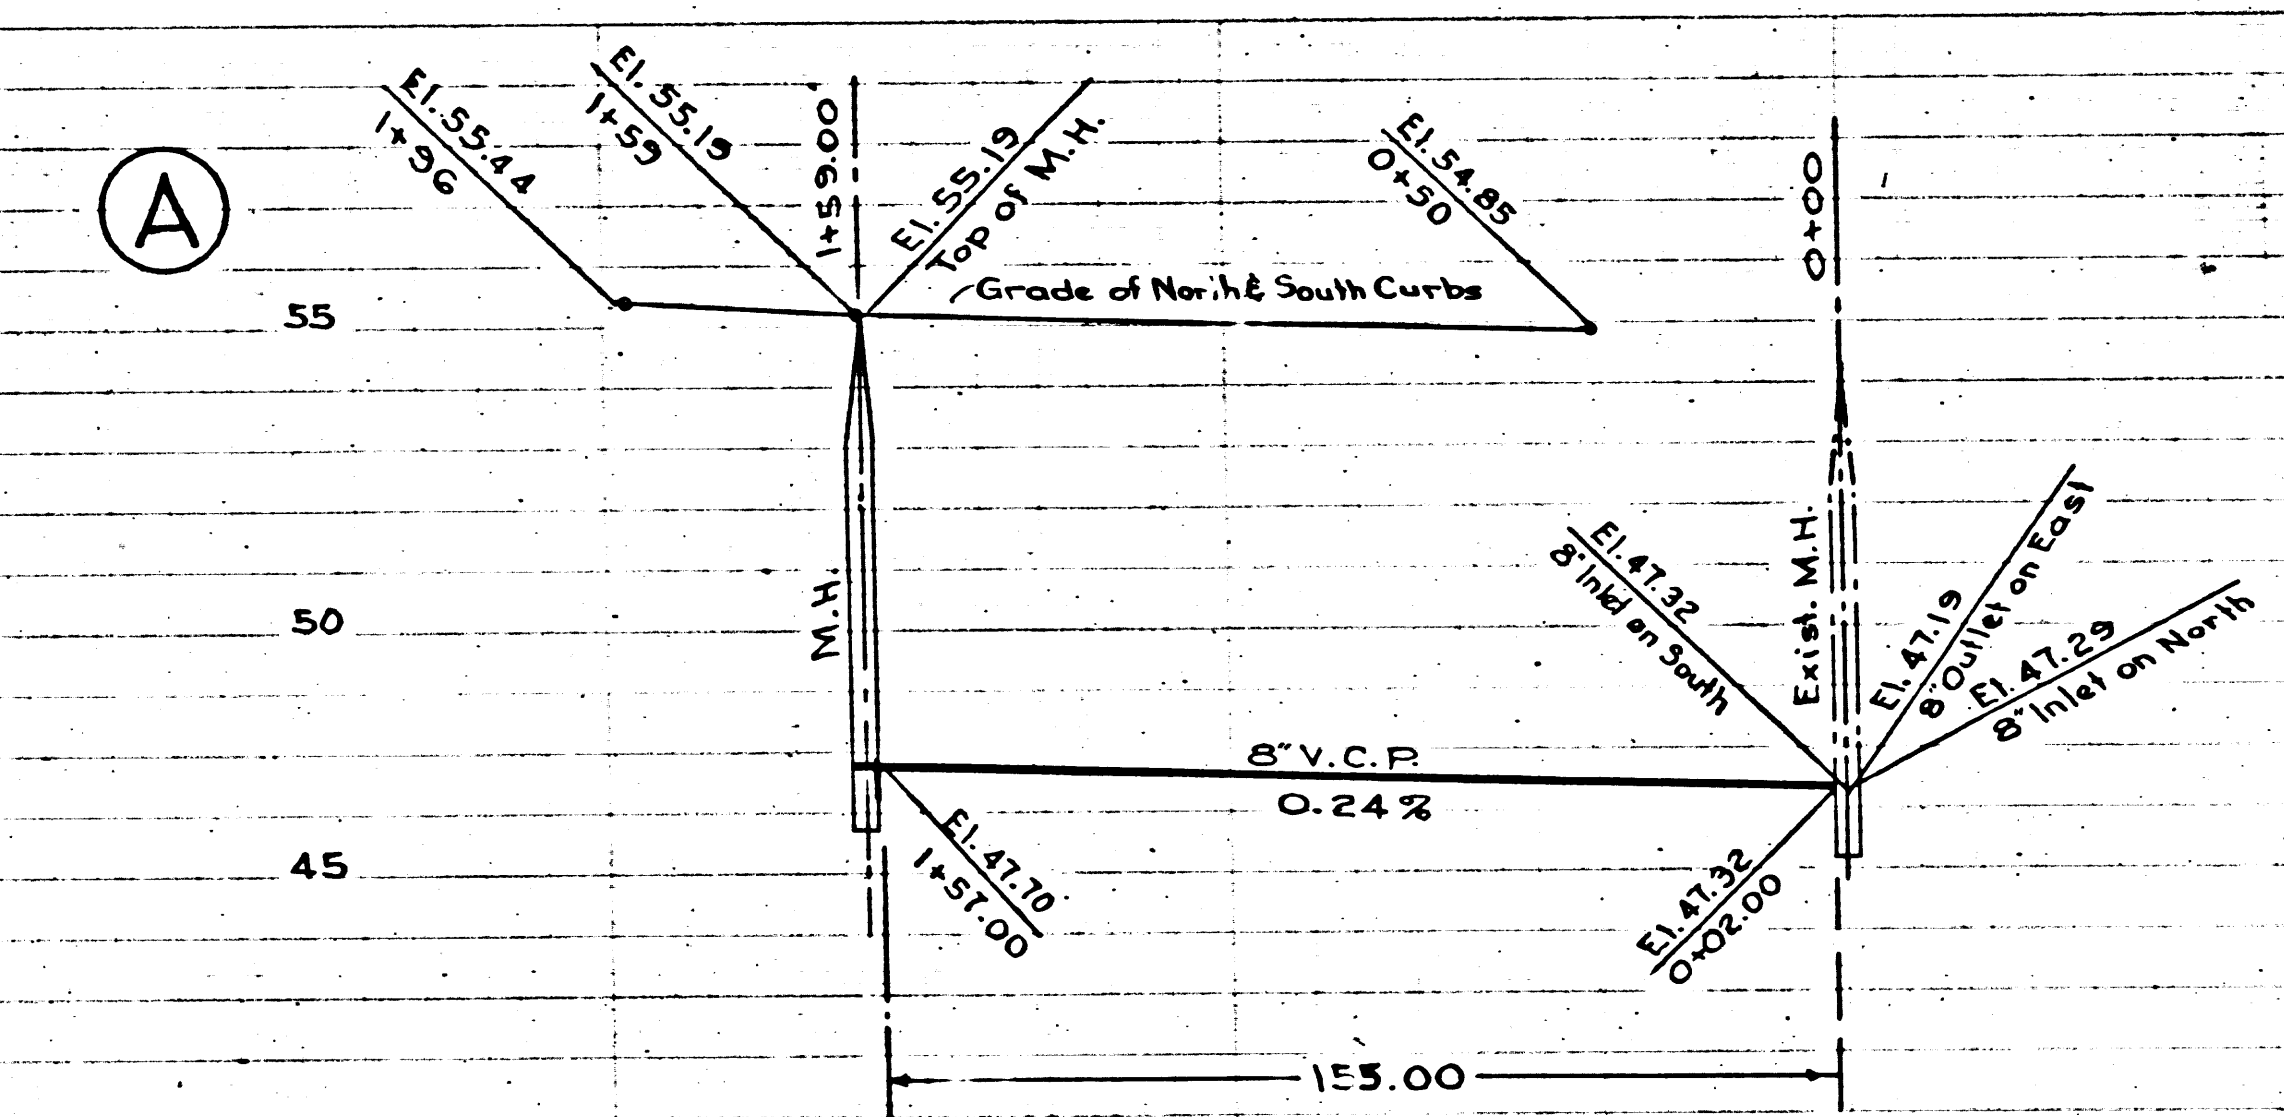 A
El. 55.44
1+96
El. 55.19
1+59
1+59.00
El. 55.19
Top of M.H.
El. 54.85
0+50
0+00
Grade of North & South Curbs
55
50
45
M.H.
Exist. M.H.
El. 47.32
8" Inlet on South
El. 47.19
8" Outlet on East
El. 47.29
8" Inlet on North
8" V.C.P.
0.24%
El. 47.70
1+57.00
El. 47.32
0+02.00
155.00